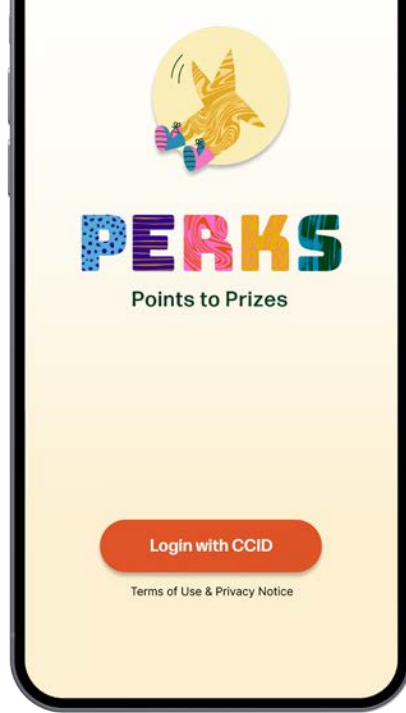 PERKS
Points to Prizes
Login with CCID
Terms of Use & Privacy Notice